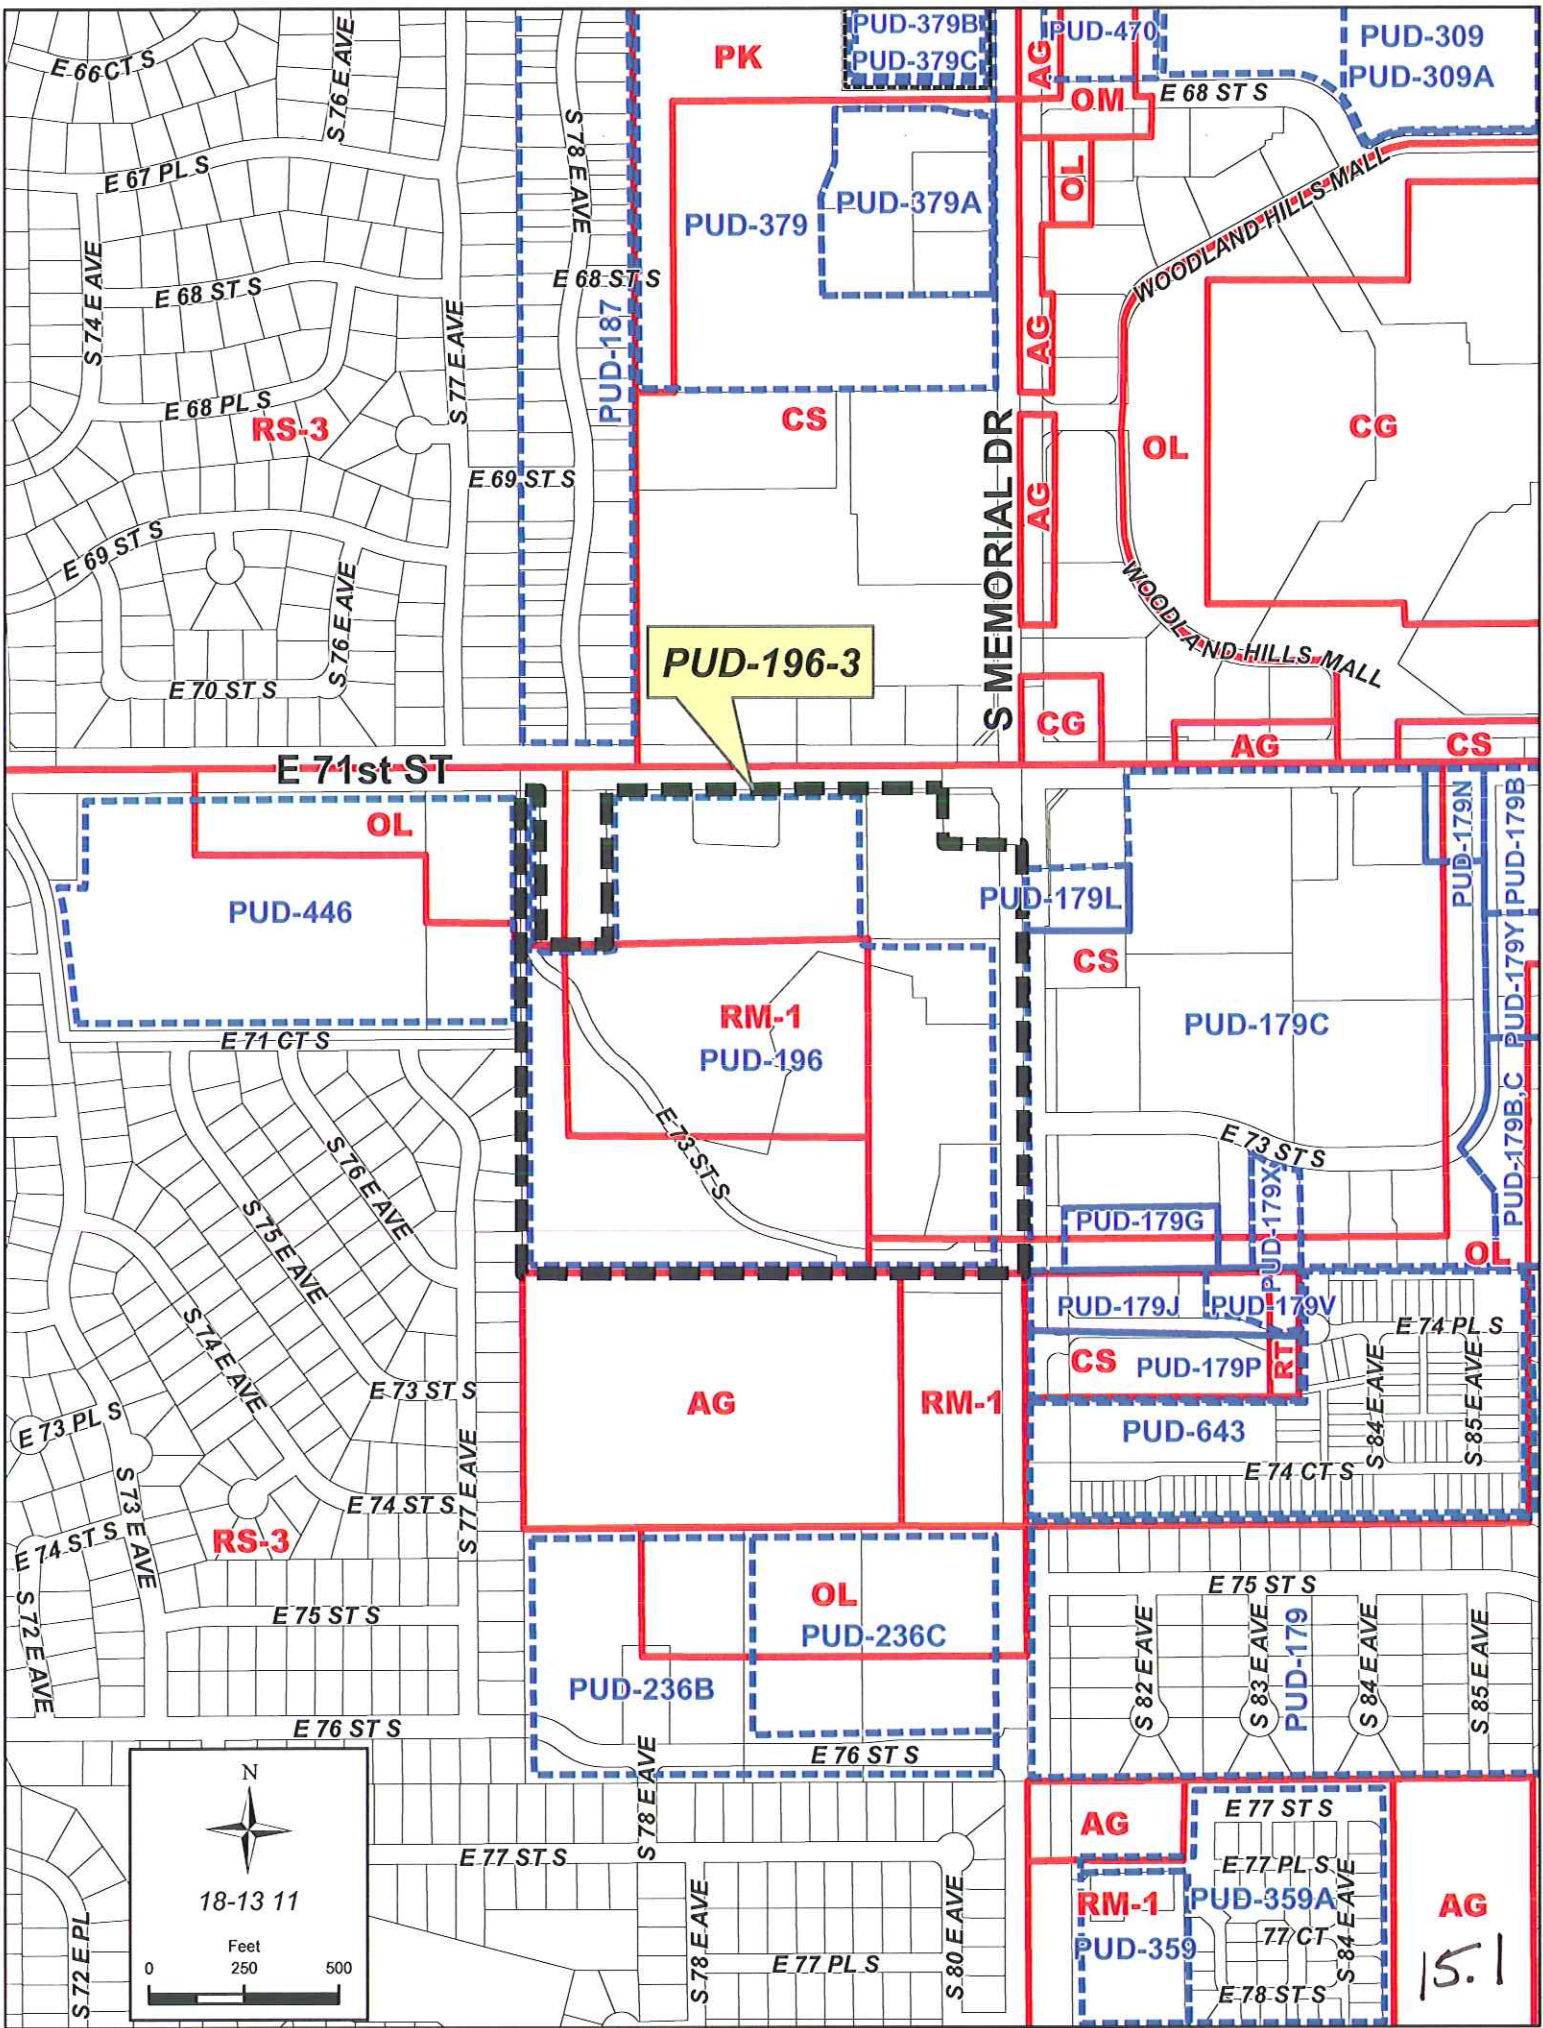 PUD-379B
PUD-379C
PK
AG
PUD-470
OM
PUD-309
PUD-309A
E 66 CT S
S 76 E AVE
S 78 E AVE
E 68 ST S
E 67 PL S
OL
WOODLAND HILLS MALL
PUD-379
PUD-379A
S 74 E AVE
E 68 ST S
E 68 ST S
PUD-187
S 77 E AVE
AG
E 68 PL S
RS-3
CS
S MEMORIAL DR
OL
CG
E 69 ST S
AG
E 69 ST S
S 76 E AVE
WOODLAND HILLS MALL
PUD-196-3
E 70 ST S
CG
AG
CS
E 71st ST
OL
PUD-446
PUD-179L
PUD-179N
PUD-179B
CS
PUD-179Y
RM-1
PUD-196
PUD-179C
E 71 CT S
E 73 ST S
E 73 ST S
PUD-179B,C
S 76 E AVE
S 75 E AVE
PUD-179X
PUD-179G
OL
S 74 E AVE
PUD-179J
PUD-179V
E 74 PL S
CS
PUD-179P
RT
E 73 ST S
AG
RM-1
S 84 E AVE
S 85 E AVE
E 73 PL S
PUD-643
S 77 E AVE
E 74 CT S
S 73 E AVE
E 74 ST S
RS-3
E 74 ST S
S 72 E AVE
E 75 ST S
OL
PUD-236C
E 75 ST S
S 82 E AVE
S 83 E AVE
PUD-179
S 84 E AVE
S 85 E AVE
PUD-236B
E 76 ST S
E 76 ST S
S 78 E AVE
N
18-13 11
Feet
0 250 500
S 72 E PL
E 77 ST S
S 78 E AVE
S 80 E AVE
E 77 PL S
AG
E 77 ST S
E 77 PL S
RM-1
PUD-359A
77 CT
S 84 E AVE
PUD-359
E 78 ST S
AG
15.1